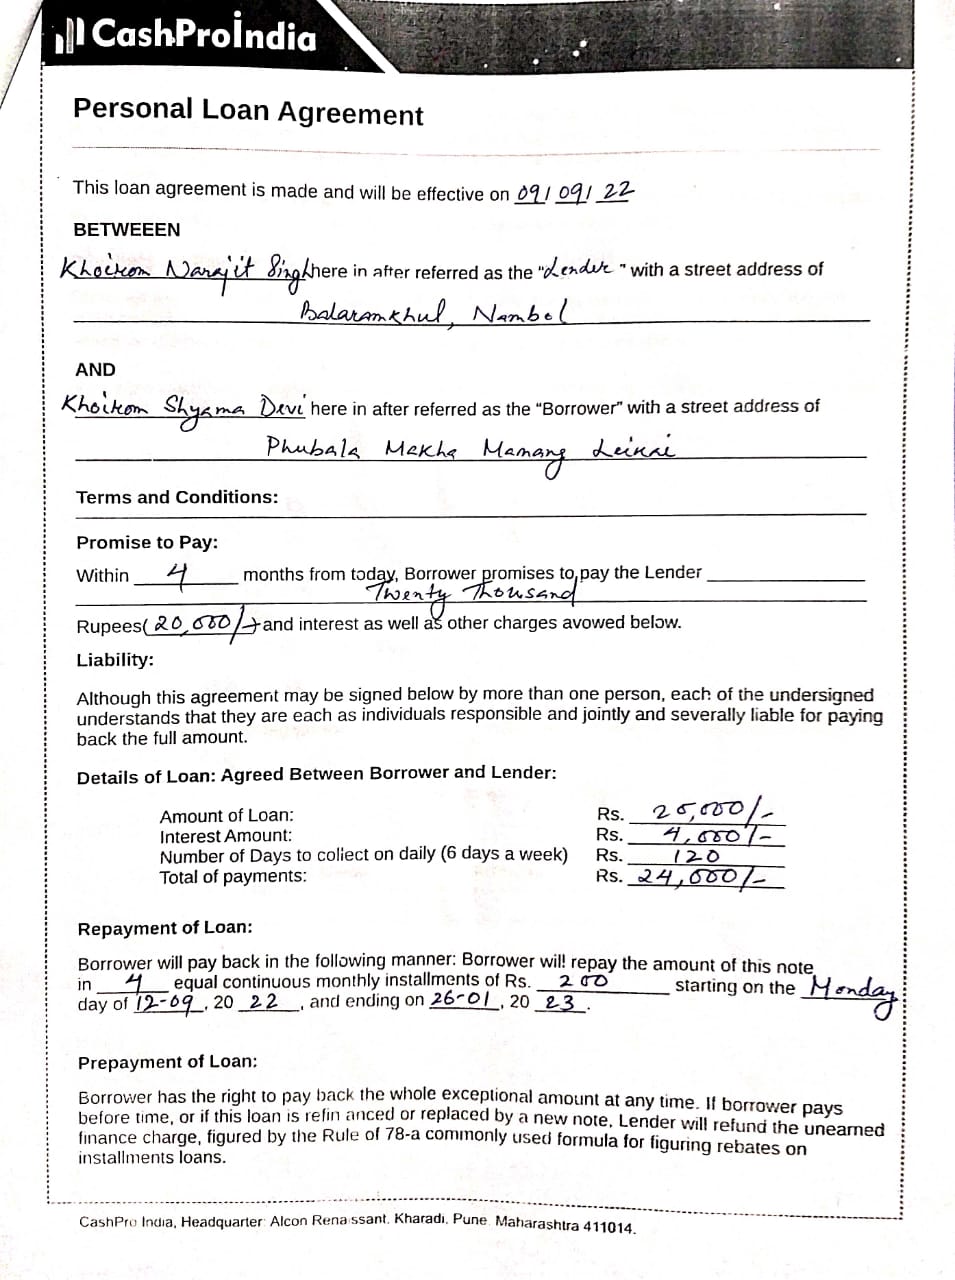 CashProIndia
Personal Loan Agreement
This loan agreement is made and will be effective on 09/ 09/ 22
BETWEEEN
Khoirom Narajit Singh here in after referred as the "Lender" with a street address of
Balaramkhul, Nambol
AND
Khoirom Shyama Devi here in after referred as the “Borrower” with a street address of
Phubala Makha Mamang Leikai
Terms and Conditions:
Promise to Pay:
Within 4 months from today, Borrower promises to pay the Lender
Twenty Thousand
Rupees( 20,000/-) and interest as well as other charges avowed below.
Liability:
Although this agreement may be signed below by more than one person, each of the undersigned
understands that they are each as individuals responsible and jointly and severally liable for paying
back the full amount.
Details of Loan: Agreed Between Borrower and Lender:
Amount of Loan: Rs. 20,000/-
Interest Amount: Rs. 4,000/-
Number of Days to collect on daily (6 days a week) Rs. 120
Total of payments: Rs. 24,000/-
Repayment of Loan:
Borrower will pay back in the following manner: Borrower will repay the amount of this note
in 4 equal continuous monthly installments of Rs. 200 starting on the Monday
day of 12-09, 20 22, and ending on 26-01, 20 23.
Prepayment of Loan:
Borrower has the right to pay back the whole exceptional amount at any time. If borrower pays
before time, or if this loan is refin anced or replaced by a new note, Lender will refund the unearned
finance charge, figured by the Rule of 78-a commonly used formula for figuring rebates on
installments loans.
CashPro India, Headquarter: Alcon Renaissant, Kharadi, Pune, Maharashtra 411014.